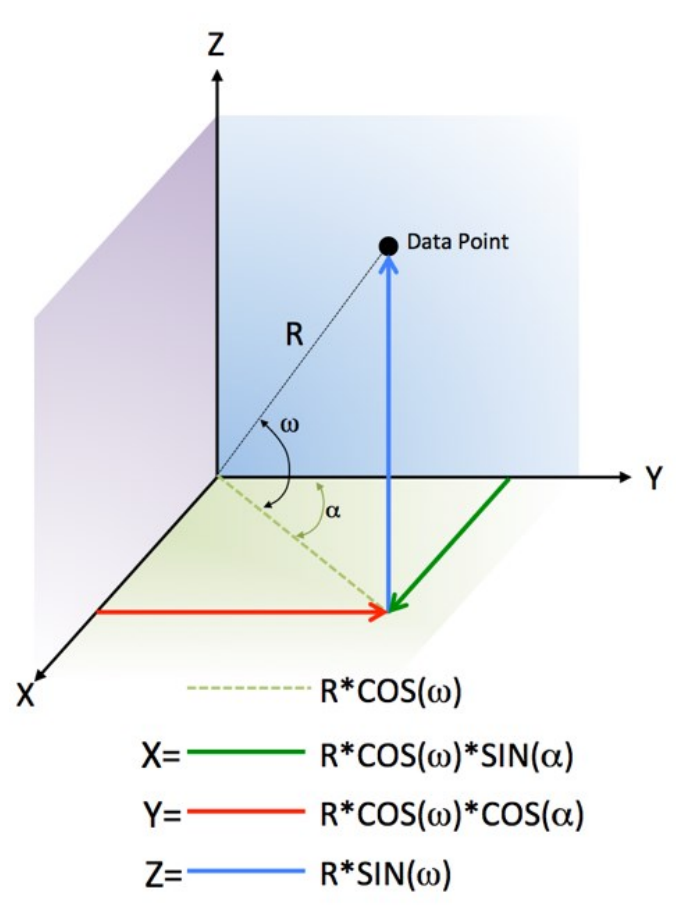 Z
Data Point
R
ω
Y
α
X
R*COS(ω)
X= R*COS(ω)*SIN(α)
Y= R*COS(ω)*COS(α)
Z= R*SIN(ω)